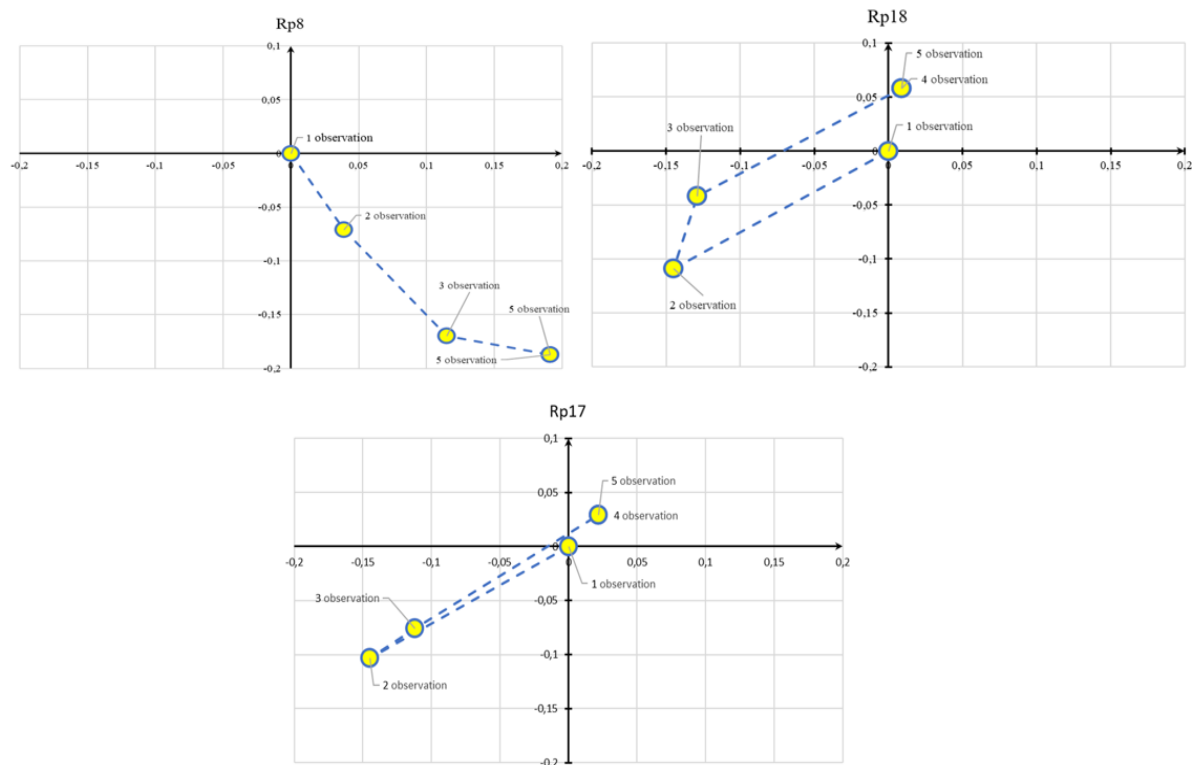 Rp8
0,1
0,05
1 observation
-0,2 -0,15 -0,1 -0,05 0 0,05 0,1 0,15 0,2
2 observation
-0,05
-0,1
3 observation
5 observation
-0,15
5 observation
-0,2
Rp18
0,1
5 observation
4 observation
0,05
3 observation
1 observation
0
-0,2 -0,15 -0,1 -0,05 0 0,05 0,1 0,15 0,2
-0,05
-0,1
2 observation
-0,15
-0,2
Rp17
0,1
5 observation
0,05
4 observation
0
-0,2 -0,15 -0,1 -0,05 0 0,05 0,1 0,15 0,2
1 observation
3 observation
-0,05
-0,1
2 observation
-0,15
-0,2